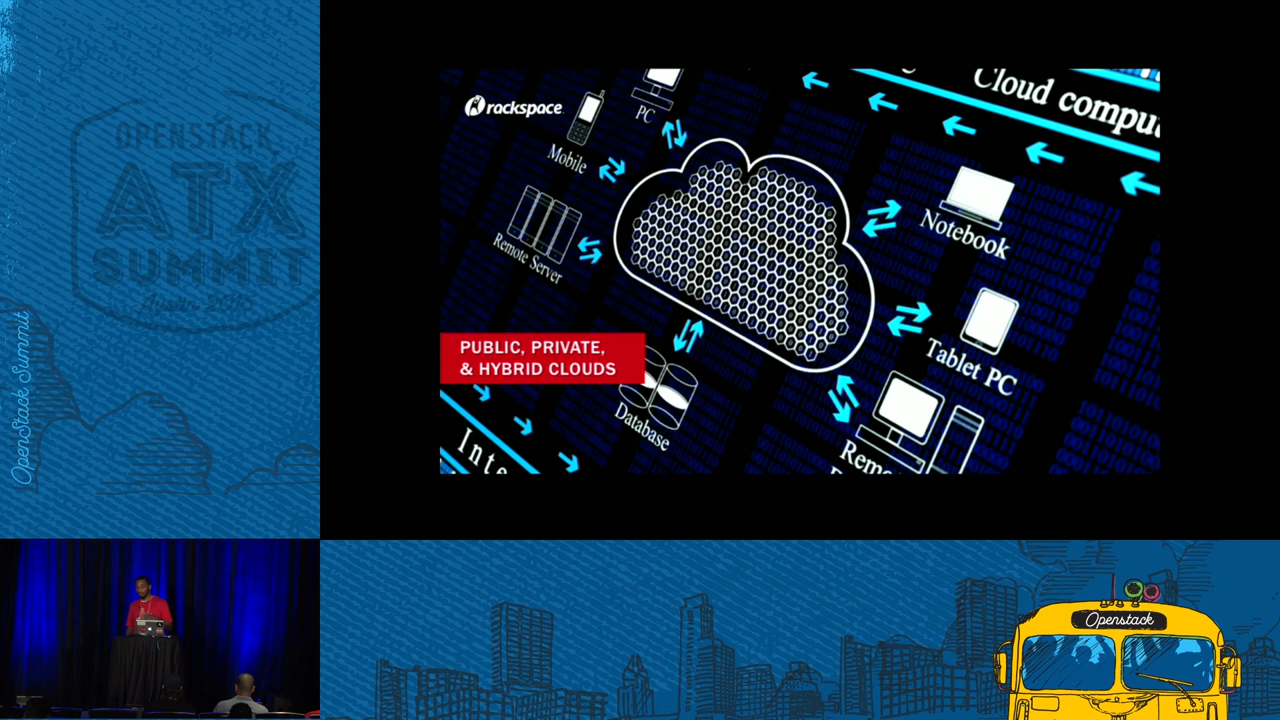 OPENSTACK
ATX
SUMMIT
Austin 2016
OpenStack Summit
rackspace
PC
Mobile
Remote Server
Cloud compu
Notebook
Tablet PC
PUBLIC, PRIVATE,
& HYBRID CLOUDS
Database
Remo
Inte
Openstack